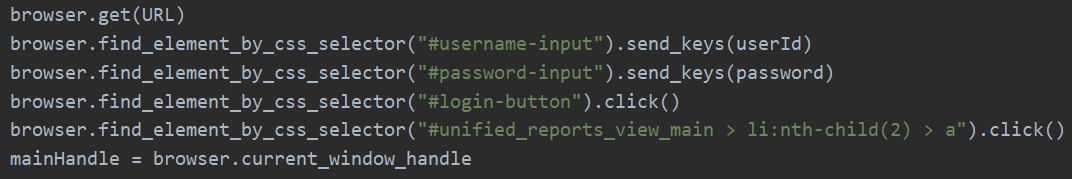 browser.get(URL)
browser.find_element_by_css_selector("#username-input").send_keys(userId)
browser.find_element_by_css_selector("#password-input").send_keys(password)
browser.find_element_by_css_selector("#login-button").click()
browser.find_element_by_css_selector("#unified_reports_view_main > li:nth-child(2) > a").click()
mainHandle = browser.current_window_handle